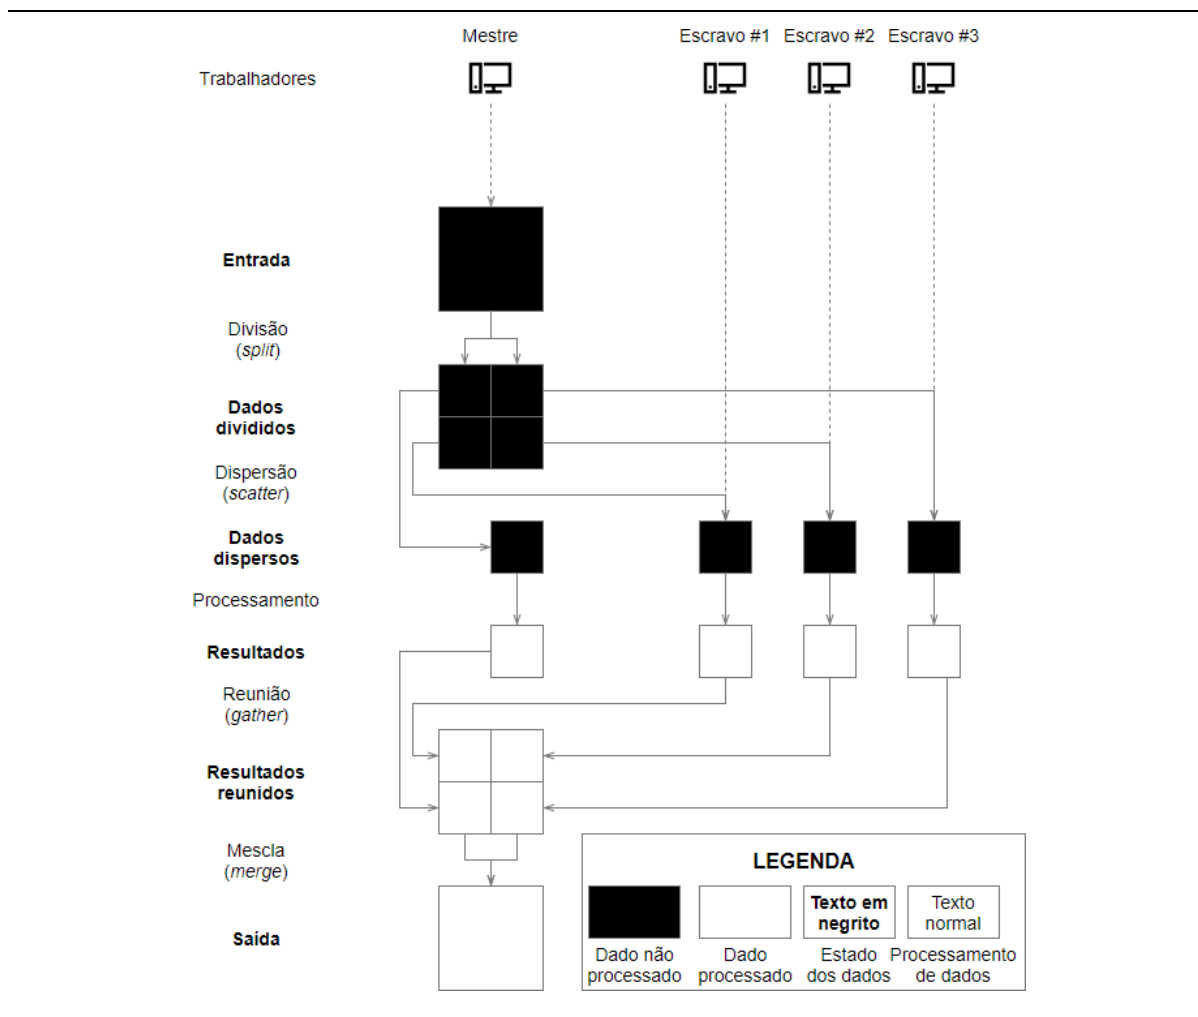 Mestre
Escravo #1
Escravo #2
Escravo #3
Trabalhadores
Entrada
Divisão
(split)
Dados
divididos
Dispersão
(scatter)
Dados
dispersos
Processamento
Resultados
Reunião
(gather)
Resultados
reunidos
Mescla
(merge)
Saída
LEGENDA
Texto em
negrito
Texto
normal
Dado não
processado
Dado
processado
Estado
dos dados
Processamento
de dados